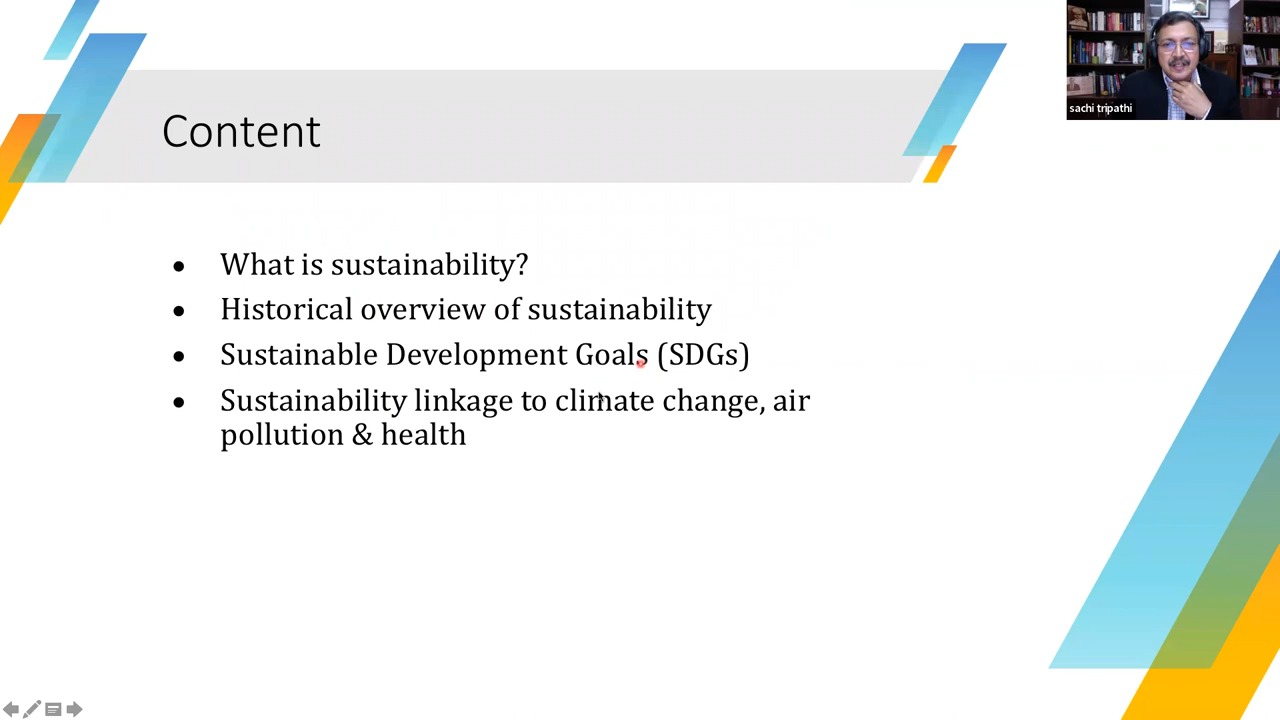 sachi tripathi
Content
• What is sustainability?
• Historical overview of sustainability
• Sustainable Development Goals (SDGs)
• Sustainability linkage to climate change, air
pollution & health